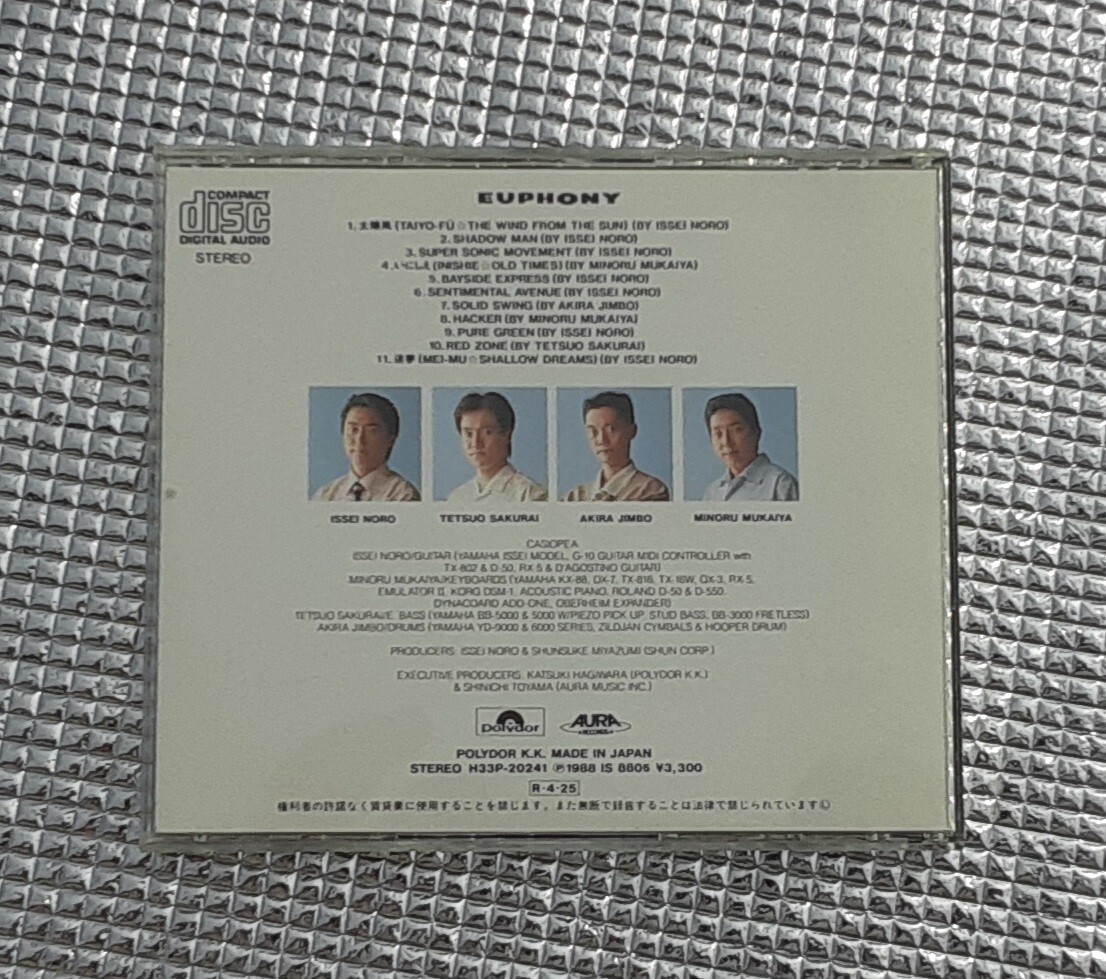 COMPACT
disc
DIGITAL AUDIO
STEREO
EUPHONY
1. 太陽風 (TAIYO-FŪ☆THE WIND FROM THE SUN) (BY ISSEI NORO)
2. SHADOW MAN (BY ISSEI NORO)
3. SUPER SONIC MOVEMENT (BY ISSEI NORO)
4. いにしえ (INISHIE☆OLD TIMES) (BY MINORU MUKAIYA)
5. BAYSIDE EXPRESS (BY ISSEI NORO)
6. SENTIMENTAL AVENUE (BY ISSEI NORO)
7. SOLID SWING (BY AKIRA JIMBO)
8. HACKER (BY MINORU MUKAIYA)
9. PURE GREEN (BY ISSEI NORO)
10. RED ZONE (BY TETSUO SAKURAI)
11. 迷夢 (MEI-MU☆SHALLOW DREAMS) (BY ISSEI NORO)
ISSEI NORO TETSUO SAKURAI AKIRA JIMBO MINORU MUKAIYA
CASIOPEA
ISSEI NORO/GUITAR (YAMAHA ISSEI MODEL, G-10 GUITAR MIDI CONTROLLER with
TX-802 & D-50, RX-5 & D'AGOSTINO GUITAR)
MINORU MUKAIYA/KEYBOARDS (YAMAHA KX-88, QX-7, TX-816, TX-16W, QX-3, RX-5,
EMULATOR II, KORG DSM-1, ACOUSTIC PIANO, ROLAND D-50 & D-550,
DYNACORD ADD-ONE, OBERHEIM EXPANDER)
TETSUO SAKURAI/E. BASS (YAMAHA BB-5000 & 5000 W/PIEZO PICK UP, STUD BASS, BB-3000 FRETLESS)
AKIRA JIMBO/DRUMS (YAMAHA YD-9000 & 6000 SERIES, ZILDJAN CYMBALS & HOOPER DRUM)
PRODUCERS: ISSEI NORO & SHUNSUKE MIYAZUMI (SHUN CORP.)
EXECUTIVE PRODUCERS: KATSUKI HAGIWARA (POLYDOR K.K.)
& SHINICHI TOYAMA (AURA MUSIC INC.)
polydor AURA RECORDS
POLYDOR K.K. MADE IN JAPAN
STEREO H33P-20241 ℗1988 IS 8806 ¥3,300
R-4-25
権利者の許諾なく賃貸業に使用することを禁じます。また無断で録音することは法律で禁じられていますⓁ